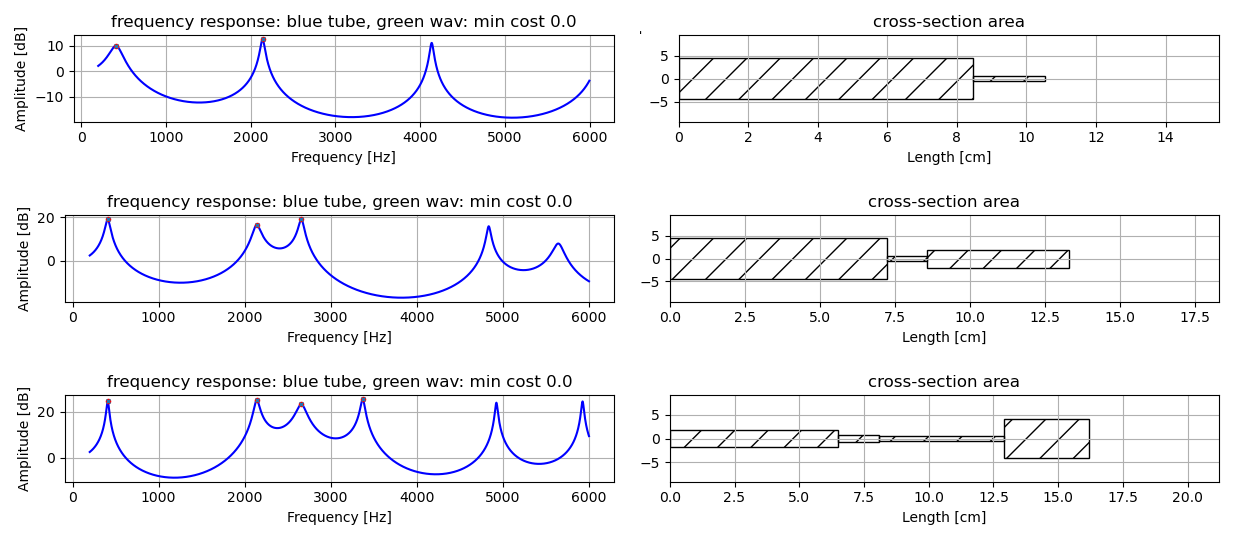 frequency response: blue tube, green wav: min cost 0.0
cross-section area
Amplitude [dB]
10
0
−10
0 1000 2000 3000 4000 5000 6000
Frequency [Hz]
5
0
−5
0 2 4 6 8 10 12 14
Length [cm]
frequency response: blue tube, green wav: min cost 0.0
cross-section area
Amplitude [dB]
20
0
0 1000 2000 3000 4000 5000 6000
Frequency [Hz]
5
0
−5
0.0 2.5 5.0 7.5 10.0 12.5 15.0 17.5
Length [cm]
frequency response: blue tube, green wav: min cost 0.0
cross-section area
Amplitude [dB]
20
0
0 1000 2000 3000 4000 5000 6000
Frequency [Hz]
5
0
−5
0.0 2.5 5.0 7.5 10.0 12.5 15.0 17.5 20.0
Length [cm]